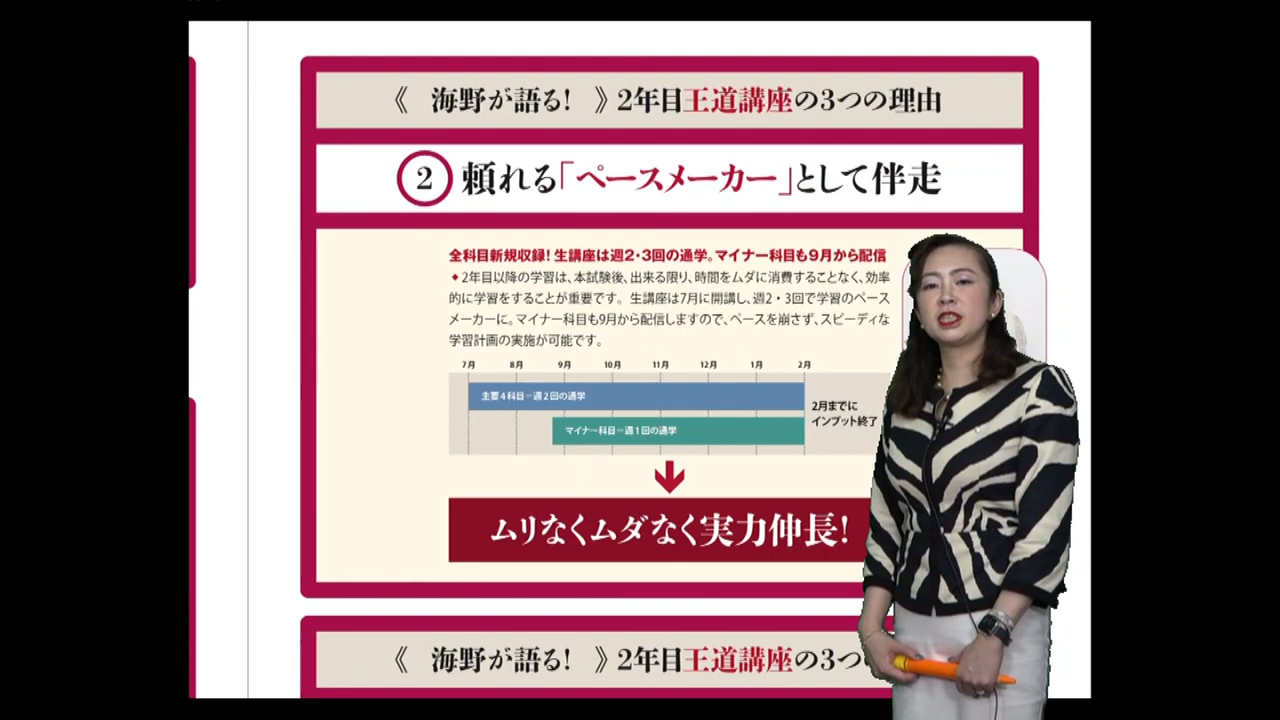 《 海野が語る! 》2年目王道講座の3つの理由
② 頼れる「ペースメーカー」として伴走
全科目新規収録! 生講座は週2・3回の通学。マイナー科目も9月から配信
◆2年目以降の学習は、本試験後、出来る限り、時間をムダに消費することなく、効率
的に学習をすることが重要です。 生講座は7月に開講し、週2・3回で学習のペース
メーカーに。マイナー科目も9月から配信しますので、ペースを崩さず、スピーディな
学習計画の実施が可能です。
7月 8月 9月 10月 11月 12月 1月 2月
主要4科目=週2回の通学
マイナー科目=週1回の通学
2月までに
インプット終了
ムリなくムダなく実力伸長!
《 海野が語る! 》2年目王道講座の3つ